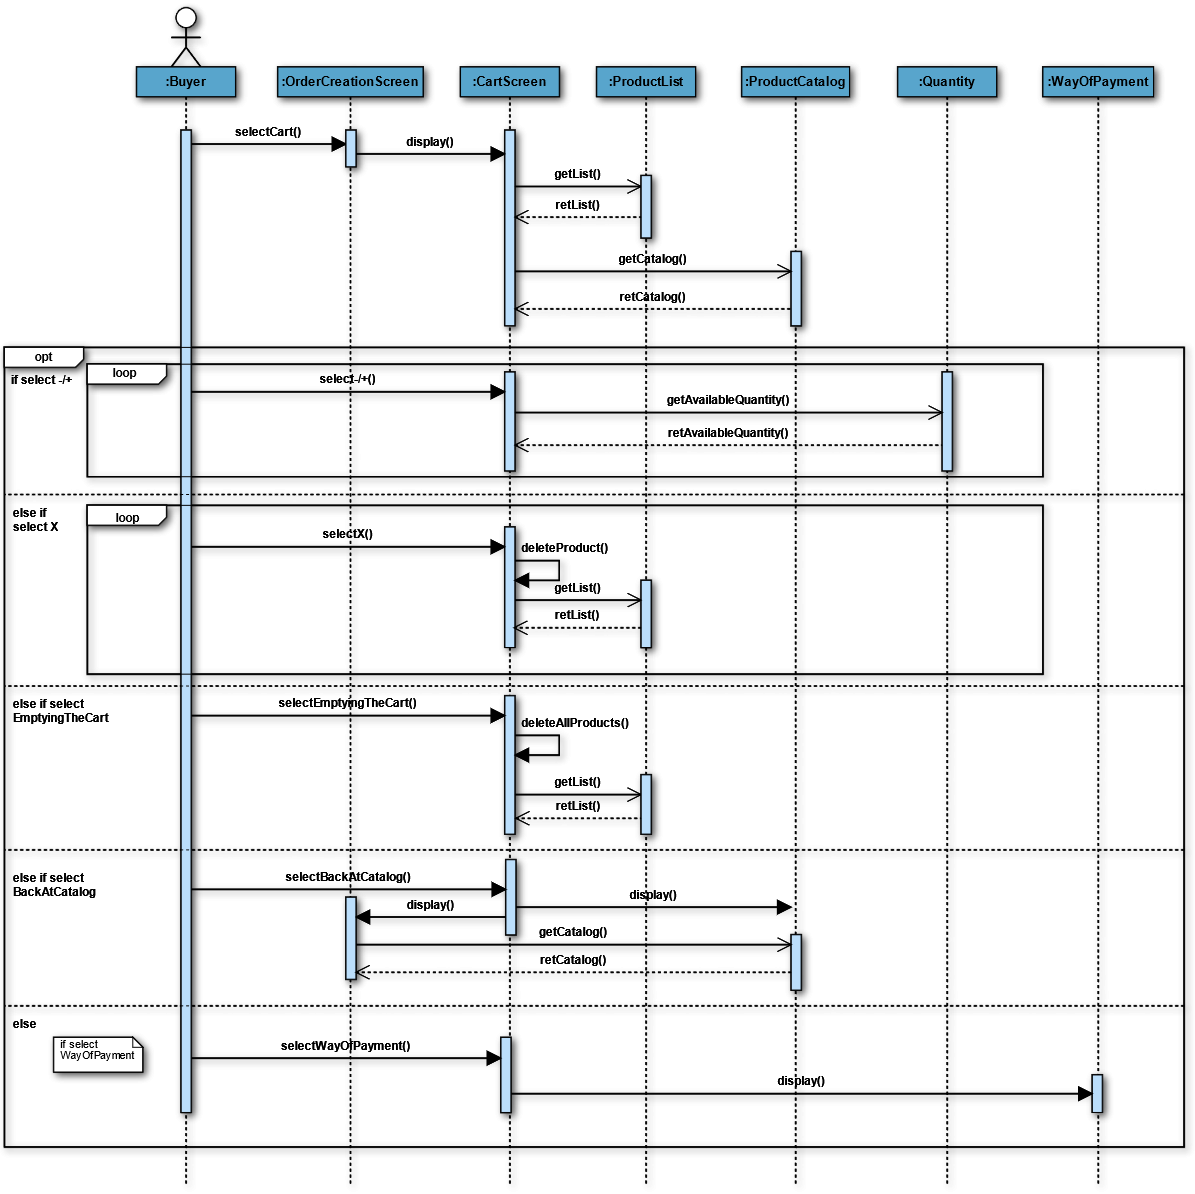 :Buyer
:OrderCreationScreen
:CartScreen
:ProductList
:ProductCatalog
:Quantity
:WayOfPayment
selectCart()
display()
getList()
retList()
getCatalog()
retCatalog()
opt
if select -/+
loop
select-/+()
getAvailableQuantity()
retAvailableQuantity()
else if
select X
loop
selectX()
deleteProduct()
getList()
retList()
else if select
EmptyingTheCart
selectEmptyingTheCart()
deleteAllProducts()
getList()
retList()
else if select
BackAtCatalog
selectBackAtCatalog()
display()
display()
getCatalog()
retCatalog()
else
if select
WayOfPayment
selectWayOfPayment()
display()